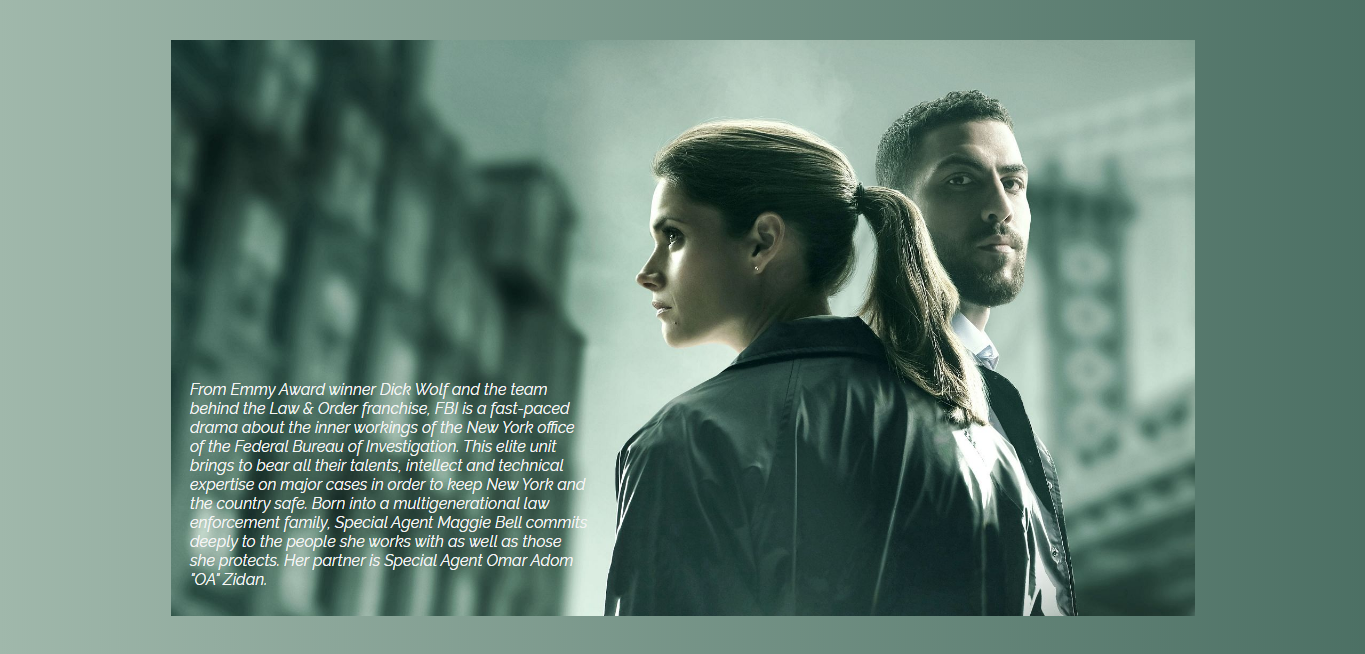 From Emmy Award winner Dick Wolf and the team
behind the Law & Order franchise, FBI is a fast-paced
drama about the inner workings of the New York office
of the Federal Bureau of Investigation. This elite unit
brings to bear all their talents, intellect and technical
expertise on major cases in order to keep New York and
the country safe. Born into a multigenerational law
enforcement family, Special Agent Maggie Bell commits
deeply to the people she works with as well as those
she protects. Her partner is Special Agent Omar Adom
"OA" Zidan.